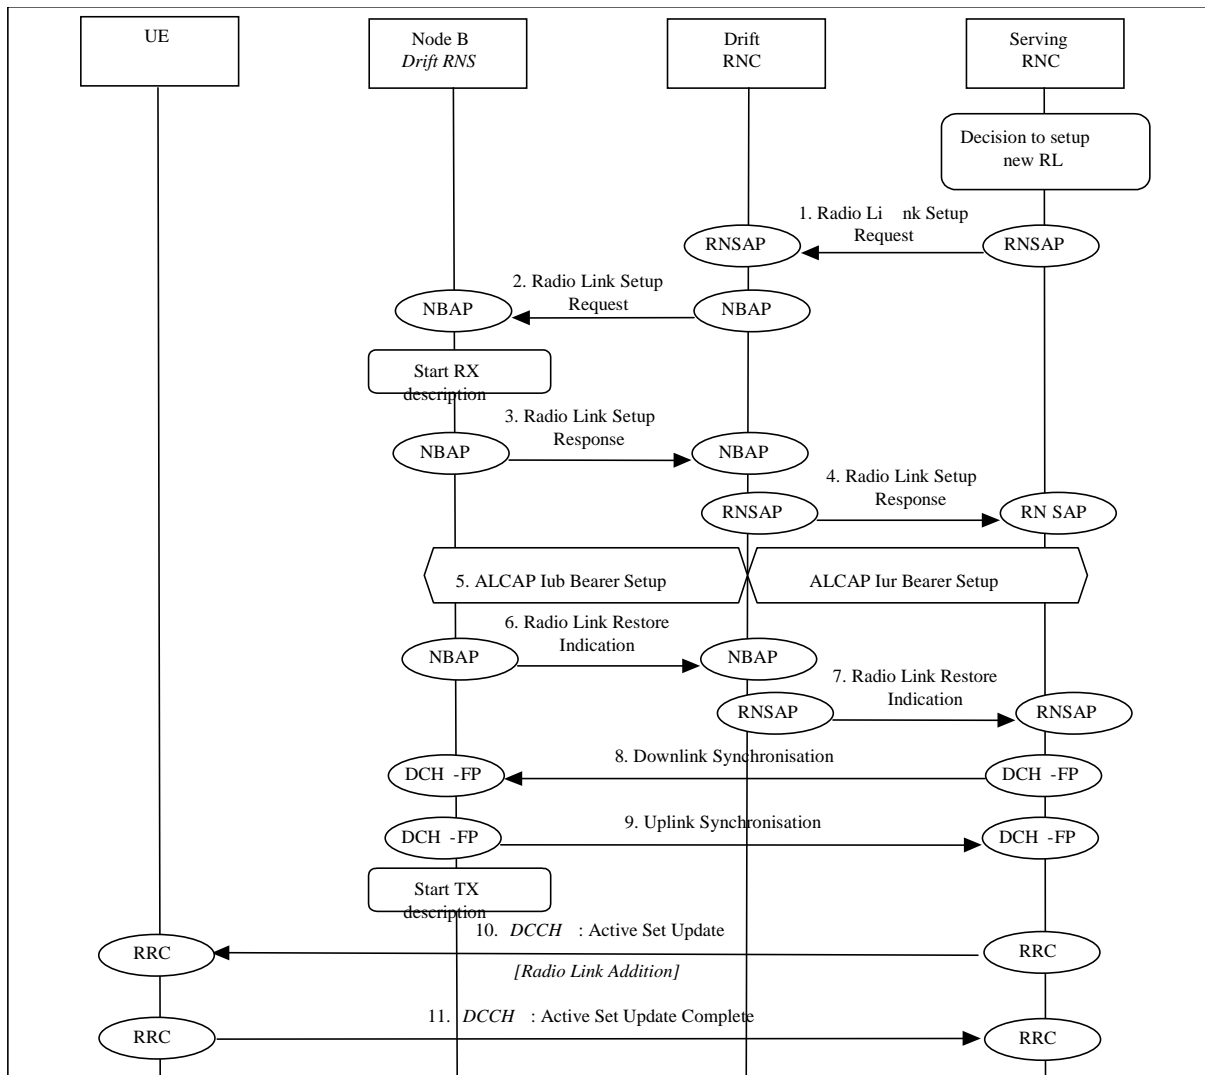 UE
Node B
Drift RNS
Drift
RNC
Serving
RNC
Decision to setup
new RL
1. Radio Li nk Setup
Request
RNSAP
RNSAP
2. Radio Link Setup
Request
NBAP
NBAP
Start RX
description
3. Radio Link Setup
Response
NBAP
NBAP
4. Radio Link Setup
Response
RNSAP
RN SAP
5. ALCAP Iub Bearer Setup
ALCAP Iur Bearer Setup
6. Radio Link Restore
Indication
NBAP
NBAP
7. Radio Link Restore
Indication
RNSAP
RNSAP
8. Downlink Synchronisation
DCH -FP
DCH -FP
9. Uplink Synchronisation
DCH -FP
DCH -FP
Start TX
description
10. DCCH : Active Set Update
RRC
RRC
[Radio Link Addition]
11. DCCH : Active Set Update Complete
RRC
RRC